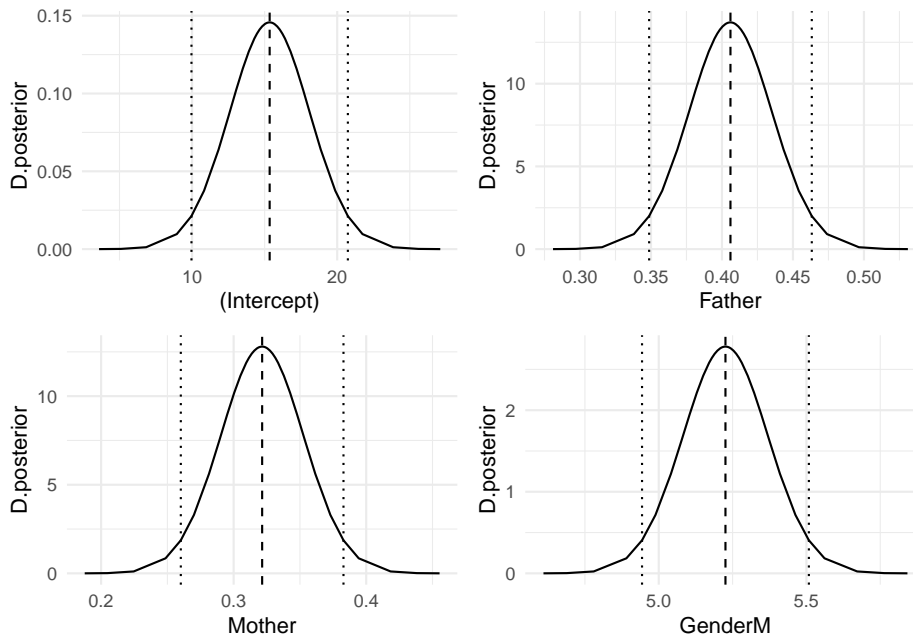 D.posterior
0.15
0.10
0.05
0.00
10 20
(Intercept)
D.posterior
10
5
0
0.30 0.35 0.40 0.45 0.50
Father
D.posterior
10
5
0
0.2 0.3 0.4
Mother
D.posterior
2
1
0
5.0 5.5
GenderM